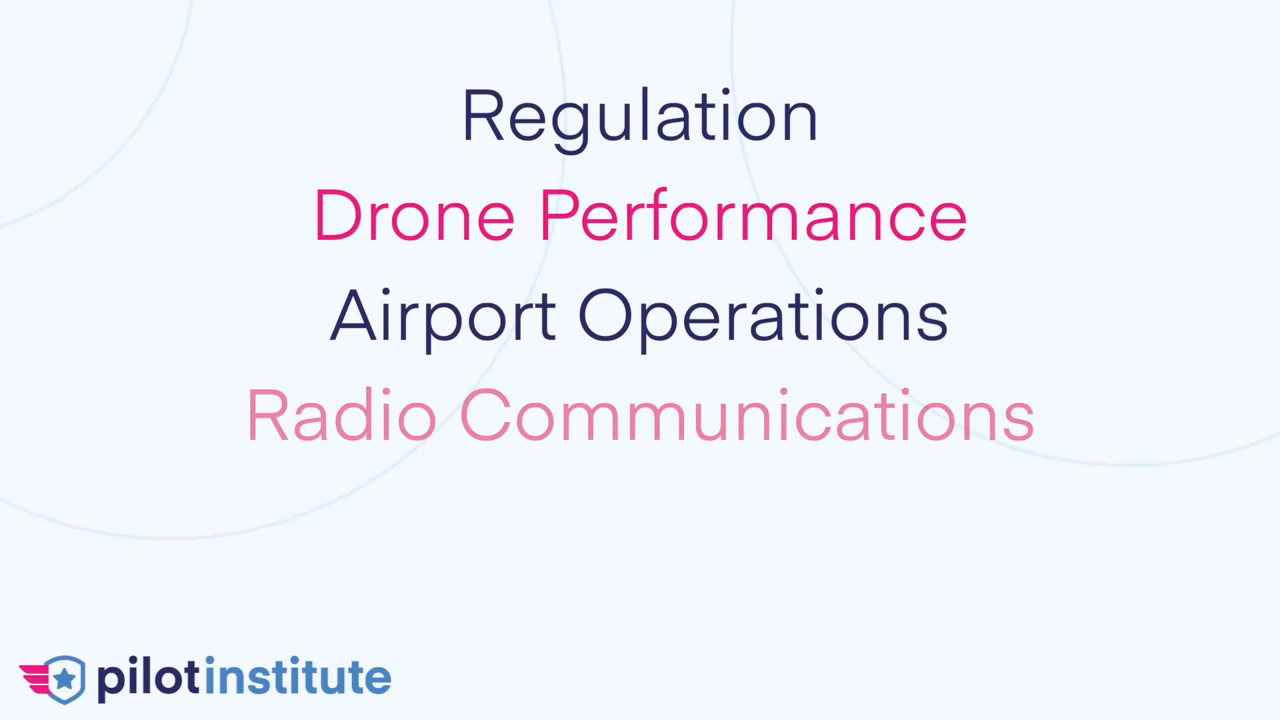 Regulation
Drone Performance
Airport Operations
Radio Communications
pilotinstitute